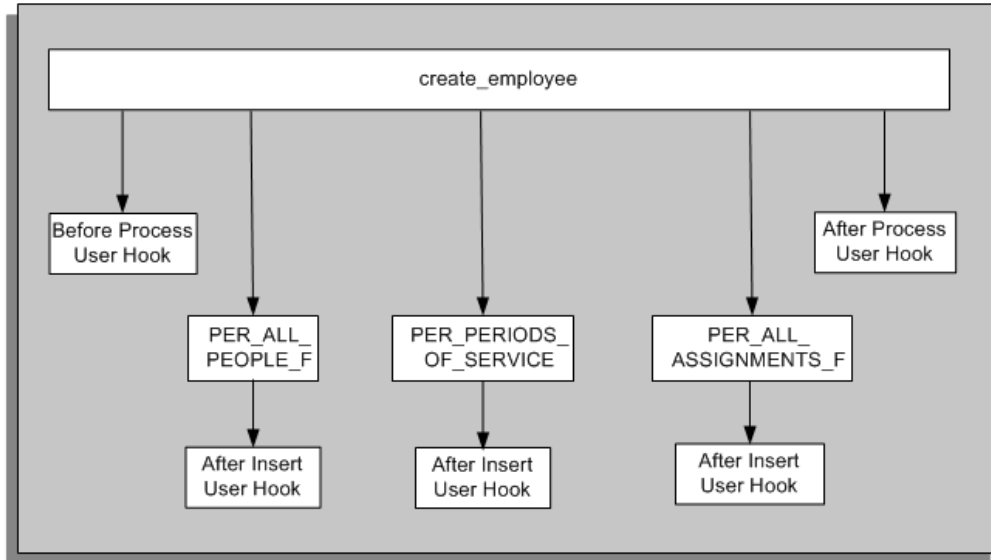 create_employee
Before Process
User Hook
After Process
User Hook
PER_ALL_
PEOPLE_F
PER_PERIODS_
OF_SERVICE
PER_ALL_
ASSIGNMENTS_F
After Insert
User Hook
After Insert
User Hook
After Insert
User Hook